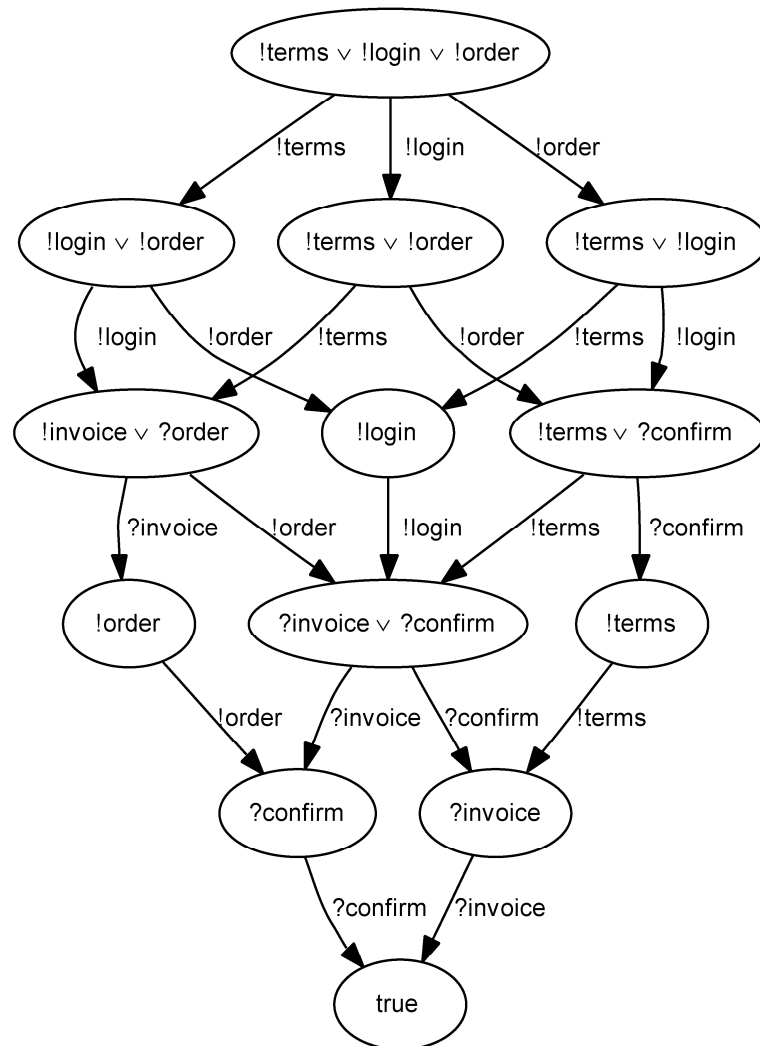 !terms ∨ !login ∨ !order
!terms
!login
!order
!login ∨ !order
!terms ∨ !order
!terms ∨ !login
!login
!order
!terms
!order
!terms
!login
!invoice ∨ ?order
!login
!terms ∨ ?confirm
?invoice
!order
!login
!terms
?confirm
!order
?invoice ∨ ?confirm
!terms
!order
?invoice
?confirm
!terms
?confirm
?invoice
?confirm
?invoice
true